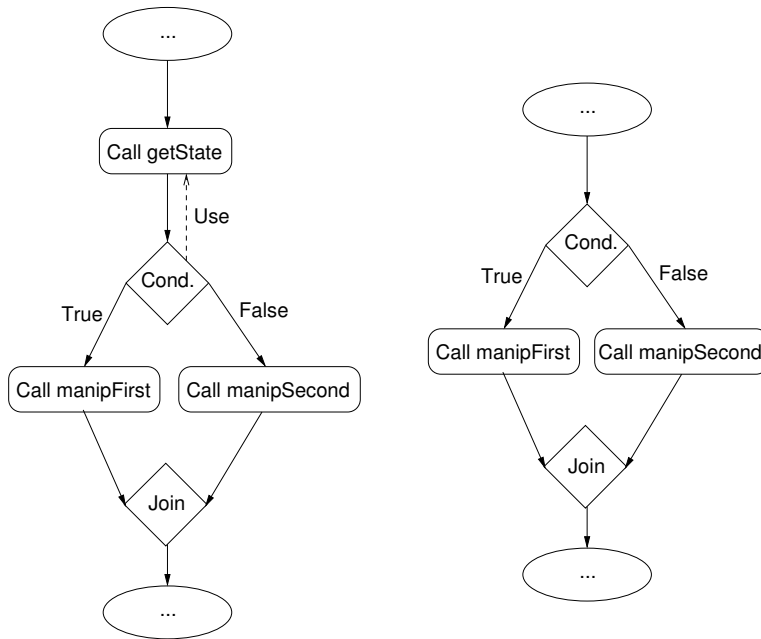 ...
Call getState
Use
Cond.
True
False
Call manipFirst
Call manipSecond
Join
...
...
Cond.
True
False
Call manipFirst
Call manipSecond
Join
...